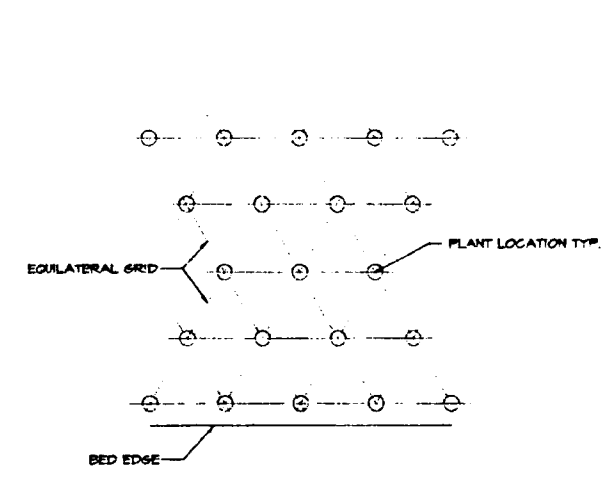 PLANT LOCATION TYP.
EQUILATERAL GRID
BED EDGE